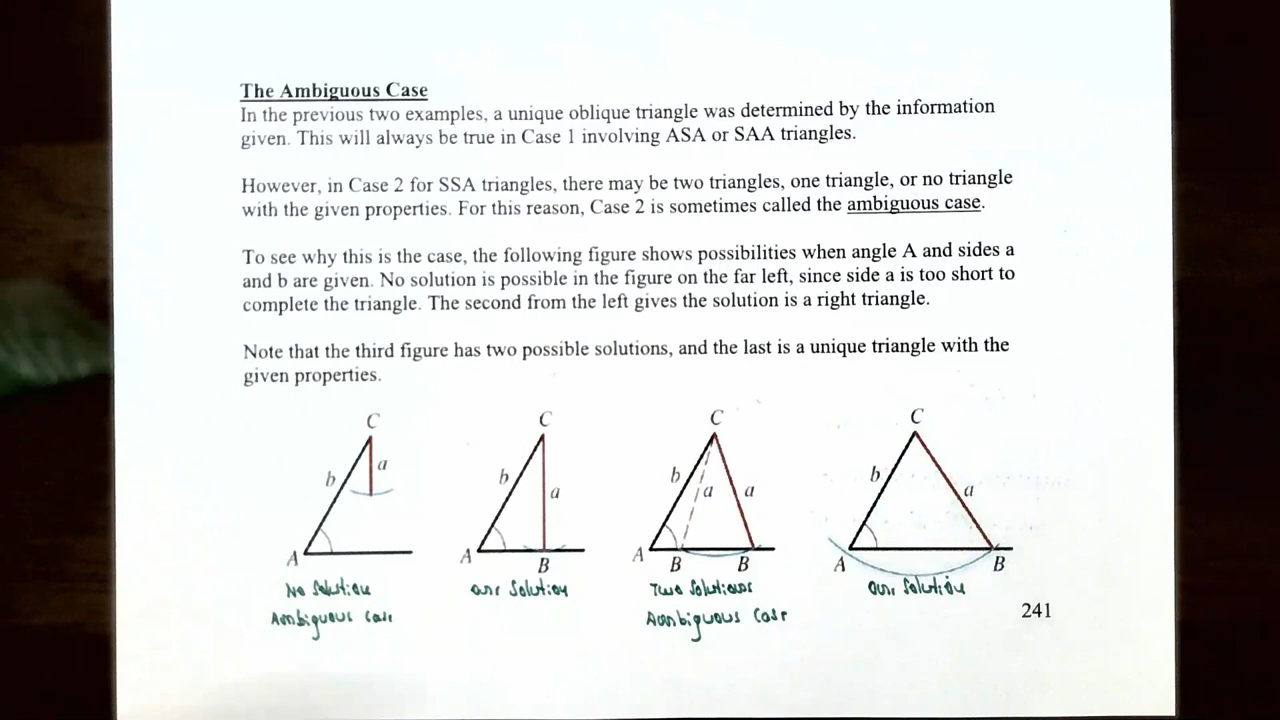 The Ambiguous Case
In the previous two examples, a unique oblique triangle was determined by the information
given. This will always be true in Case 1 involving ASA or SAA triangles.
However, in Case 2 for SSA triangles, there may be two triangles, one triangle, or no triangle
with the given properties. For this reason, Case 2 is sometimes called the ambiguous case.
To see why this is the case, the following figure shows possibilities when angle A and sides a
and b are given. No solution is possible in the figure on the far left, since side a is too short to
complete the triangle. The second from the left gives the solution is a right triangle.
Note that the third figure has two possible solutions, and the last is a unique triangle with the
given properties.
C C C C
b a b a b a a b a
A A B A B B A B
No Solution one Solution Two Solutions One Solution
Ambiguous Case Ambiguous Case
241